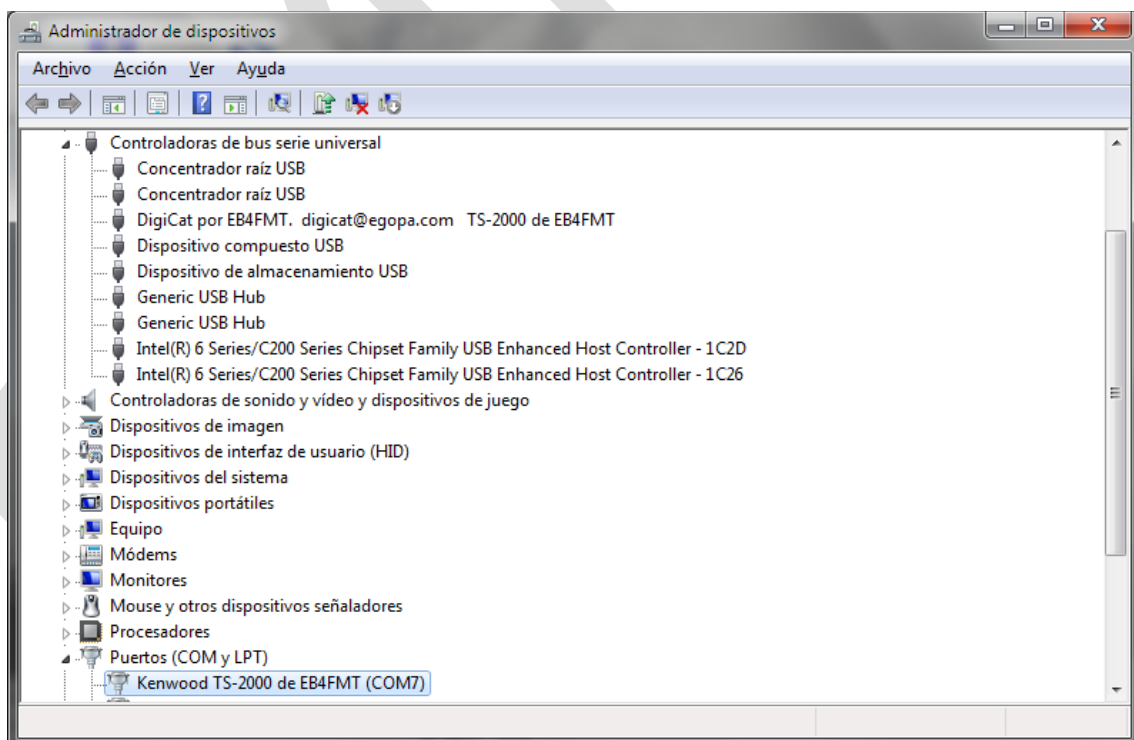 Administrador de dispositivos
Archivo Acción Ver Ayuda
Controladoras de bus serie universal
Concentrador raíz USB
Concentrador raíz USB
DigiCat por EB4FMT. digicat@egopa.com TS-2000 de EB4FMT
Dispositivo compuesto USB
Dispositivo de almacenamiento USB
Generic USB Hub
Generic USB Hub
Intel(R) 6 Series/C200 Series Chipset Family USB Enhanced Host Controller - 1C2D
Intel(R) 6 Series/C200 Series Chipset Family USB Enhanced Host Controller - 1C26
Controladoras de sonido y vídeo y dispositivos de juego
Dispositivos de imagen
Dispositivos de interfaz de usuario (HID)
Dispositivos del sistema
Dispositivos portátiles
Equipo
Módems
Monitores
Mouse y otros dispositivos señaladores
Procesadores
Puertos (COM y LPT)
Kenwood TS-2000 de EB4FMT (COM7)